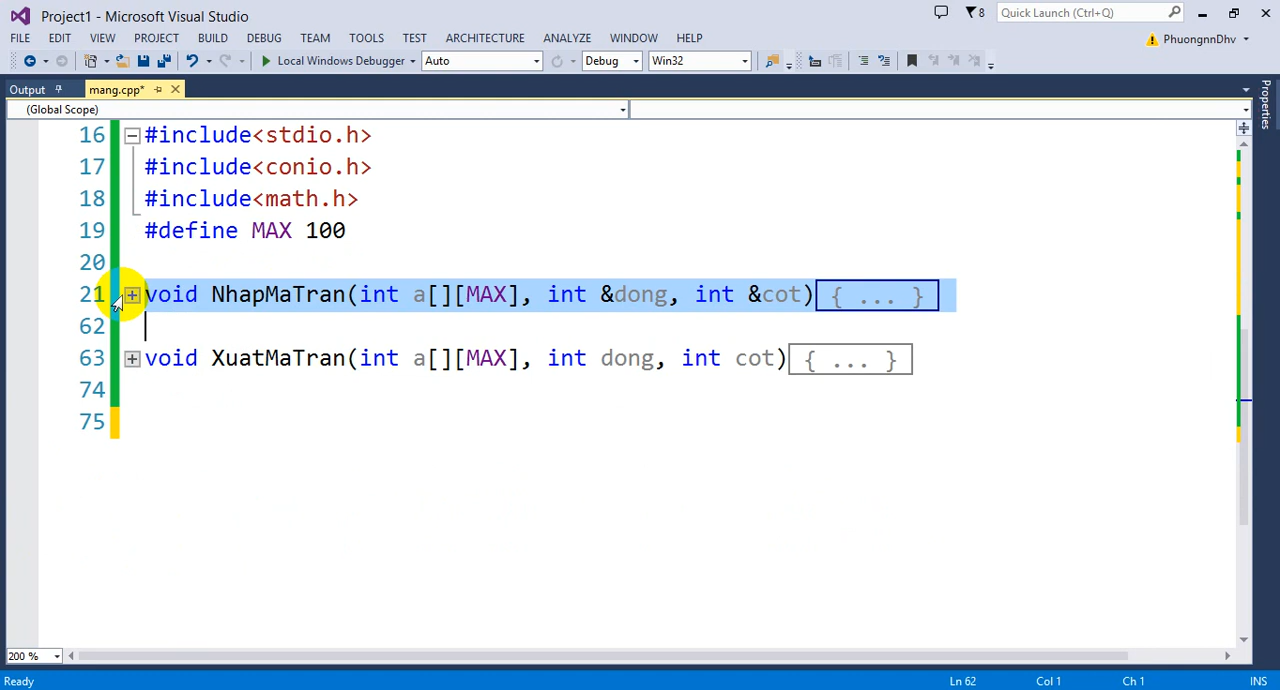 Project1 - Microsoft Visual Studio
8
Quick Launch (Ctrl+Q)
FILE EDIT VIEW PROJECT BUILD DEBUG TEAM TOOLS TEST ARCHITECTURE ANALYZE WINDOW HELP
PhuongnnDhv
Local Windows Debugger Auto Debug Win32
Output mang.cpp*
(Global Scope)
Properties
16 #include<stdio.h>
17 #include<conio.h>
18 #include<math.h>
19 #define MAX 100
20
21 void NhapMaTran(int a[][MAX], int &dong, int &cot){ ... }
62
63 void XuatMaTran(int a[][MAX], int dong, int cot){ ... }
74
75
200 %
Ready Ln 62 Col 1 Ch 1 INS